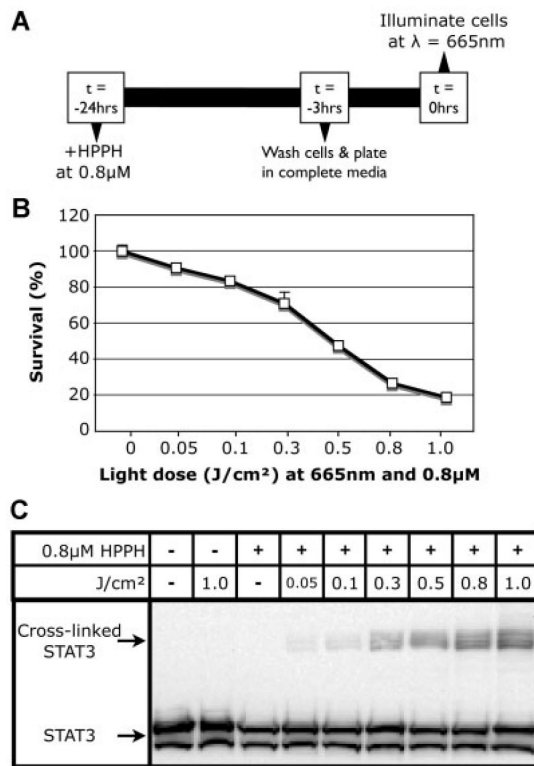 A
Illuminate cells
at λ = 665nm
t =
-24hrs
t =
-3hrs
t =
0hrs
+HPPH
at 0.8μM
Wash cells & plate
in complete media
B
120
100
80
60
40
20
0
Survival (%)
0 0.05 0.1 0.3 0.5 0.8 1.0
Light dose (J/cm²) at 665nm and 0.8μM
C
0.8μM HPPH - - + + + + + + +
J/cm² - 1.0 - 0.05 0.1 0.3 0.5 0.8 1.0
Cross-linked
STAT3
STAT3